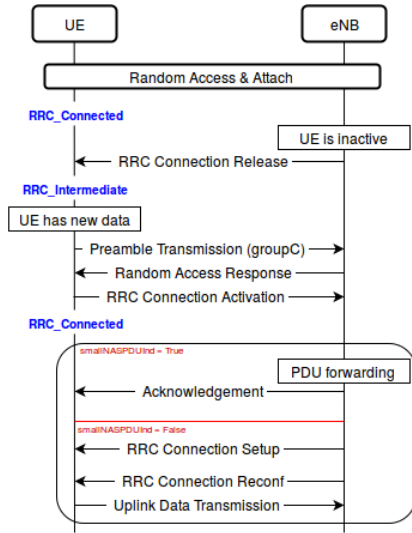 UE
eNB
Random Access & Attach
RRC_Connected
UE is inactive
RRC Connection Release
RRC_Intermediate
UE has new data
Preamble Transmission (groupC)
Random Access Response
RRC Connection Activation
RRC_Connected
smallNASPDUInd = True
PDU forwarding
Acknowledgement
smallNASPDUInd = False
RRC Connection Setup
RRC Connection Reconf
Uplink Data Transmission